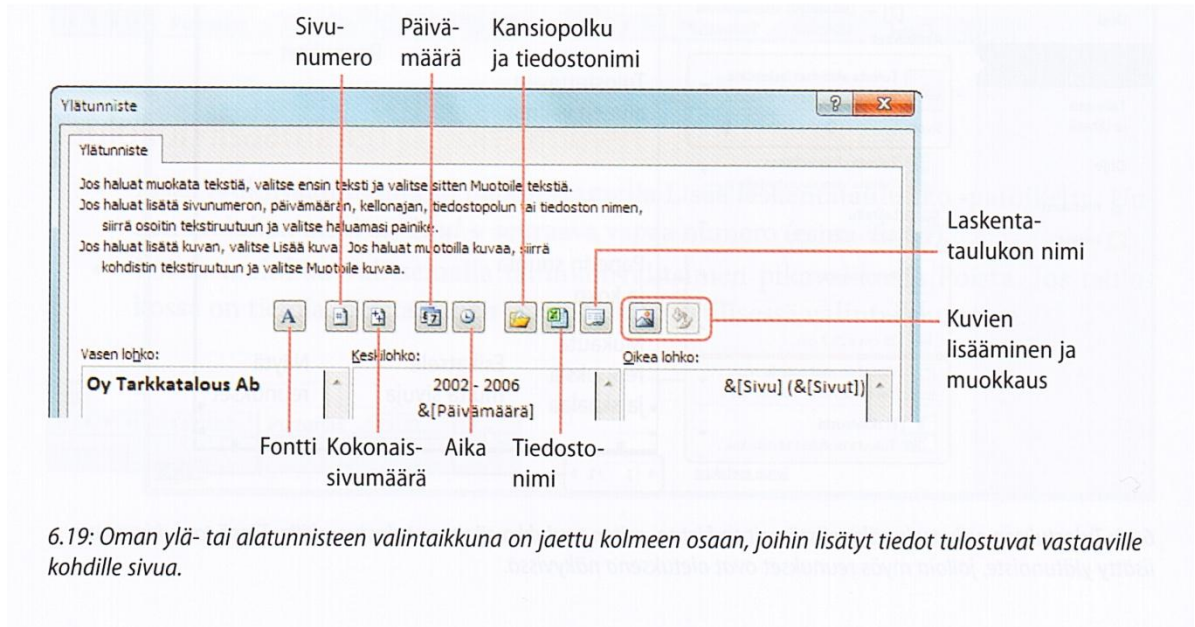 Sivu-
numero
Päivä-
määrä
Kansiopolku
ja tiedostonimi
Ylätunniste
Ylätunniste
Jos haluat muokata tekstiä, valitse ensin teksti ja valitse sitten Muotoile tekstiä.
Jos haluat lisätä sivunumeron, päivämäärän, kellonajan, tiedostopolun tai tiedoston nimen,
siirrä osoitin tekstiruutuun ja valitse haluamasi painike.
Jos haluat lisätä kuvan, valitse Lisää kuva. Jos haluat muotoilla kuvaa, siirrä
kohdistin tekstiruutuun ja valitse Muotoile kuvaa.
Laskenta-
taulukon nimi
Kuvien
lisääminen ja
muokkaus
A
Vasen lohko:
Keskilohko:
Oikea lohko:
Oy Tarkkatalous Ab
2002 - 2006
&[Päivämäärä]
&[Sivu] (&[Sivut])
Fontti
Kokonais-
sivumäärä
Aika
Tiedosto-
nimi
6.19: Oman ylä- tai alatunnisteen valintaikkuna on jaettu kolmeen osaan, joihin lisätyt tiedot tulostuvat vastaaville
kohdille sivua.